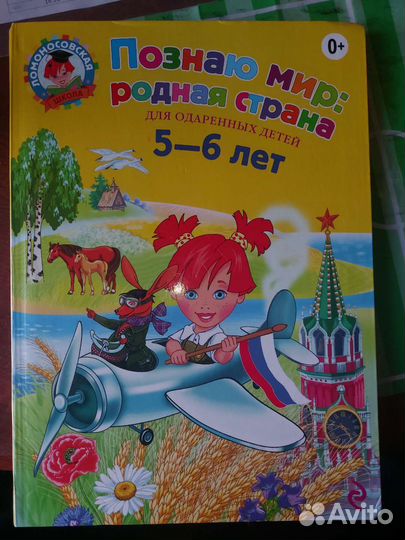 ЛОМОНОСОВСКАЯ
ШКОЛА
0+
Познаю мир:
родная страна
ДЛЯ ОДАРЕННЫХ ДЕТЕЙ
5—6 лет
Avito